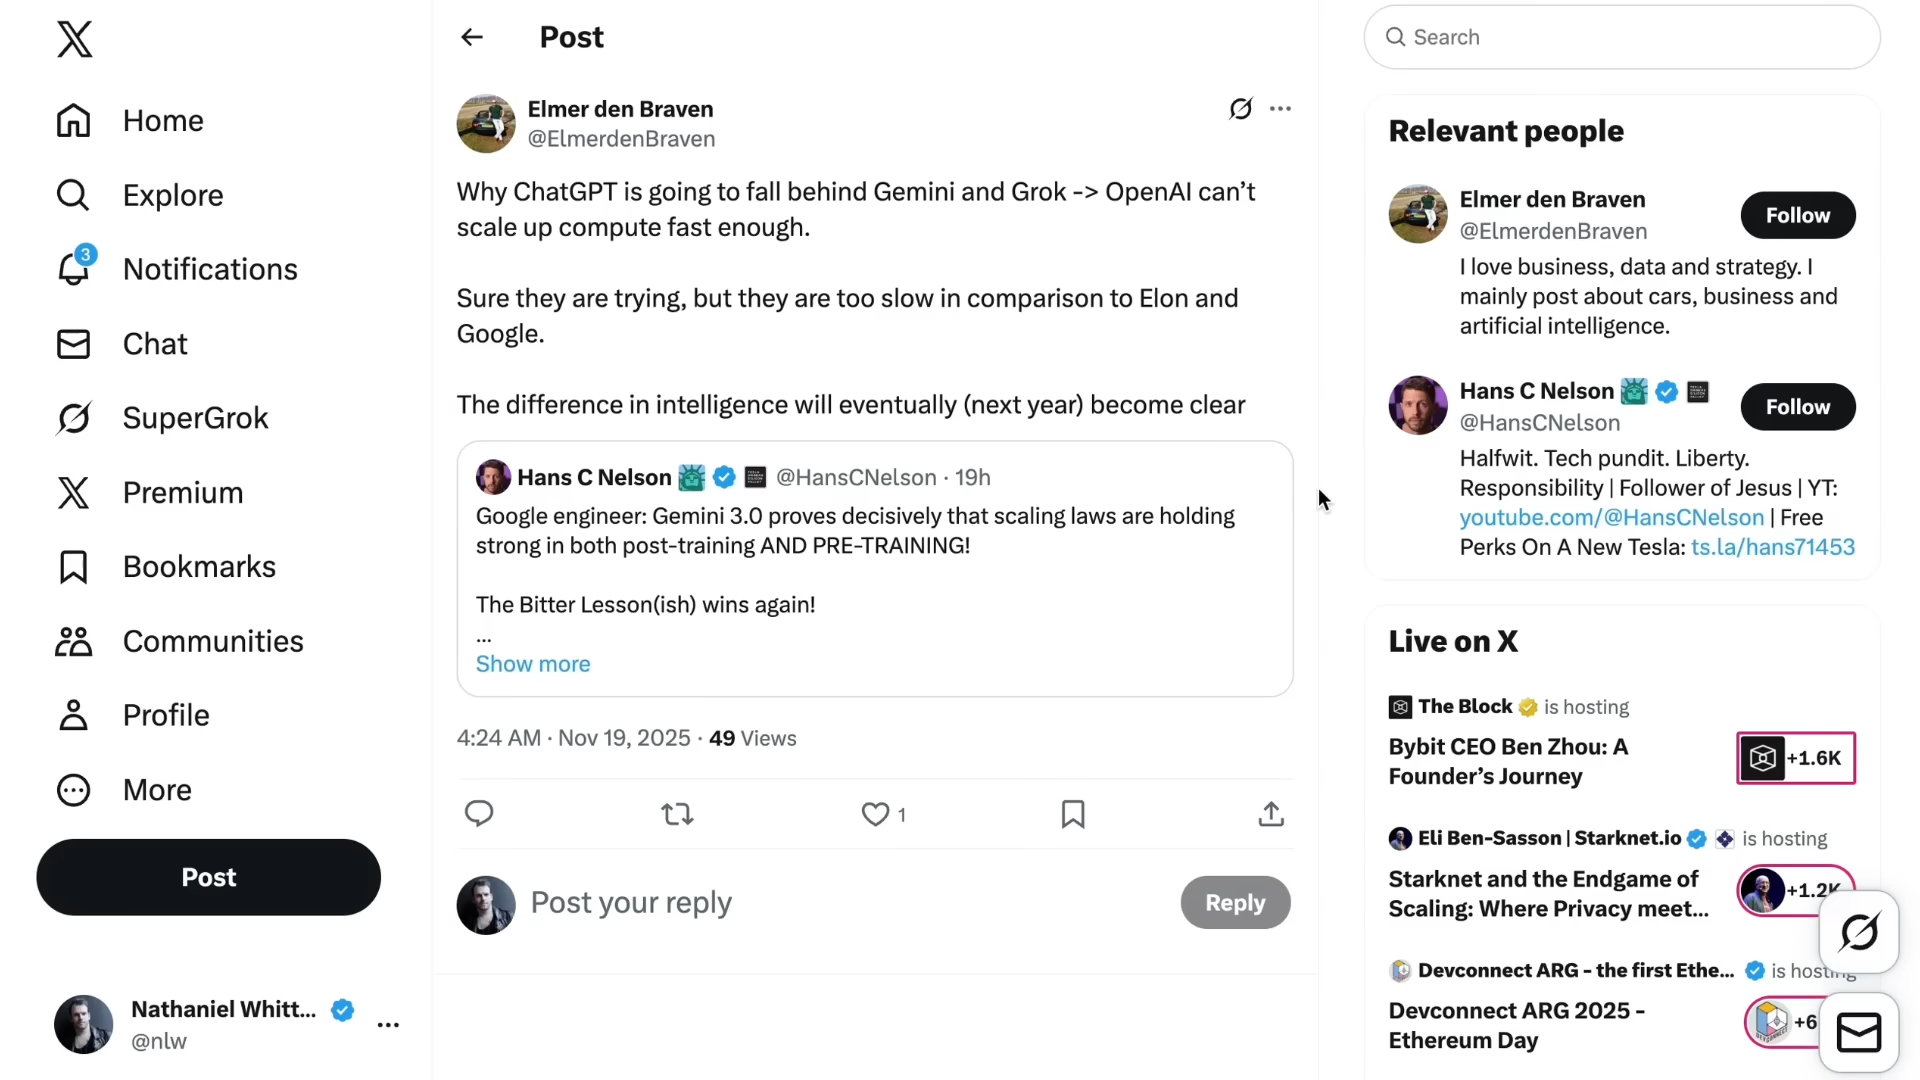 Home
Explore
3
Notifications
Chat
SuperGrok
Premium
Bookmarks
Communities
Profile
More
Post
Nathaniel Whitt...
@nlw
Post
Elmer den Braven
@ElmerdenBraven
Why ChatGPT is going to fall behind Gemini and Grok -> OpenAI can’t
scale up compute fast enough.
Sure they are trying, but they are too slow in comparison to Elon and
Google.
The difference in intelligence will eventually (next year) become clear
Hans C Nelson @HansCNelson · 19h
Google engineer: Gemini 3.0 proves decisively that scaling laws are holding
strong in both post-training AND PRE-TRAINING!
The Bitter Lesson(ish) wins again!
...
Show more
4:24 AM · Nov 19, 2025 · 49 Views
1
Post your reply
Reply
Search
Relevant people
Elmer den Braven
@ElmerdenBraven
Follow
I love business, data and strategy. I
mainly post about cars, business and
artificial intelligence.
Hans C Nelson
@HansCNelson
Follow
Halfwit. Tech pundit. Liberty.
Responsibility | Follower of Jesus | YT:
youtube.com/@HansCNelson | Free
Perks On A New Tesla: ts.la/hans71453
Live on X
The Block is hosting
Bybit CEO Ben Zhou: A
Founder’s Journey
+1.6K
Eli Ben-Sasson | Starknet.io is hosting
Starknet and the Endgame of
Scaling: Where Privacy meet...
+1.2K
Devconnect ARG - the first Ethe... is hosting
Devconnect ARG 2025 -
Ethereum Day
+6